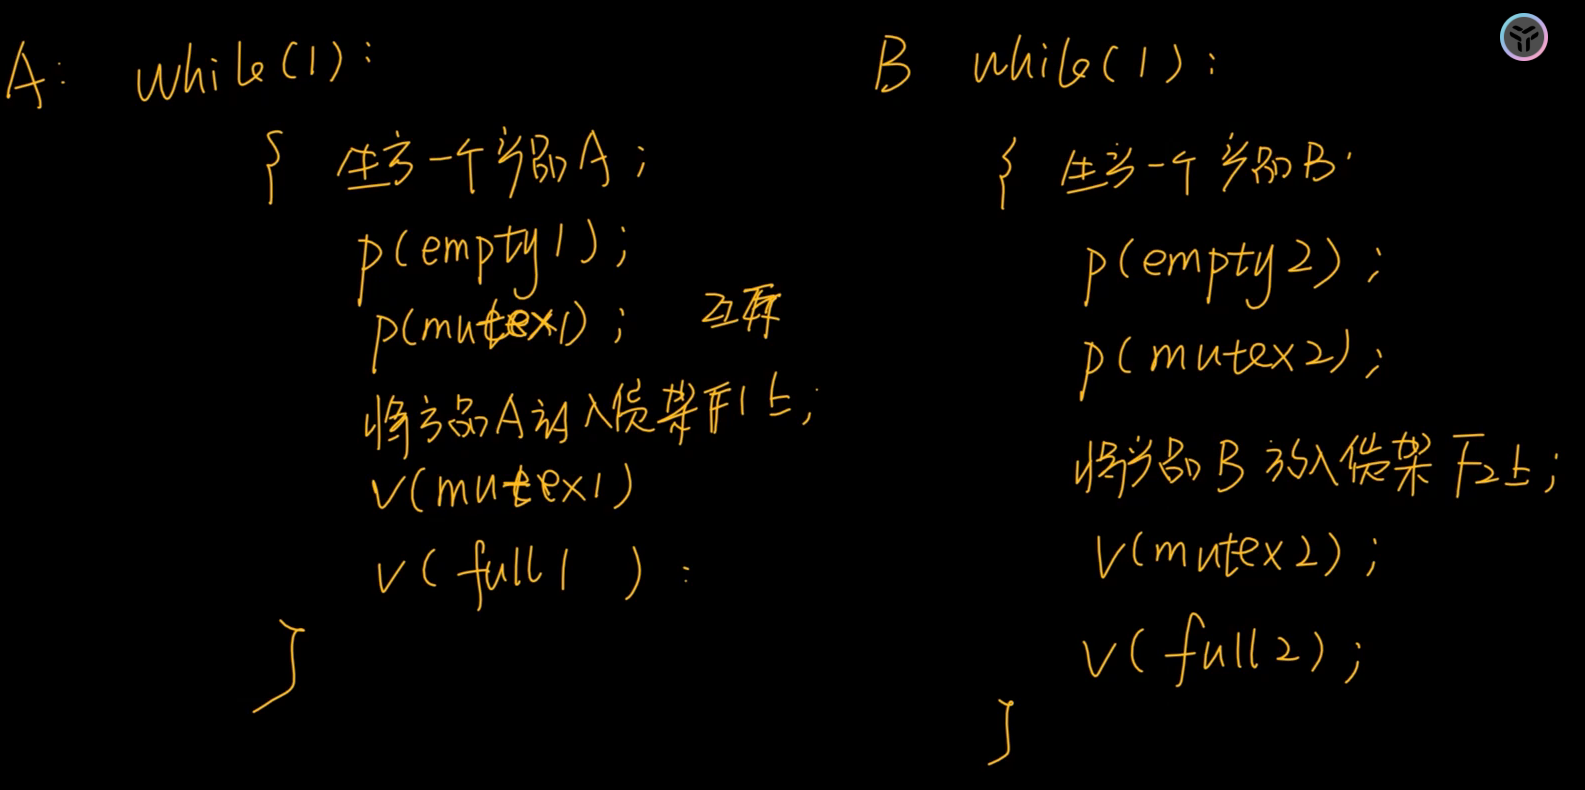 A: while(1):
{ 生产一个产品A;
p(empty1);
p(mutex1); 互斥
将产品A放入货架F1上;
v(mutex1)
v(full1 ):
}
B while(1):
{ 生产一个产品B.
p(empty2);
p(mutex2);
将产品B放入货架F2上;
v(mutex2);
v(full2);
}